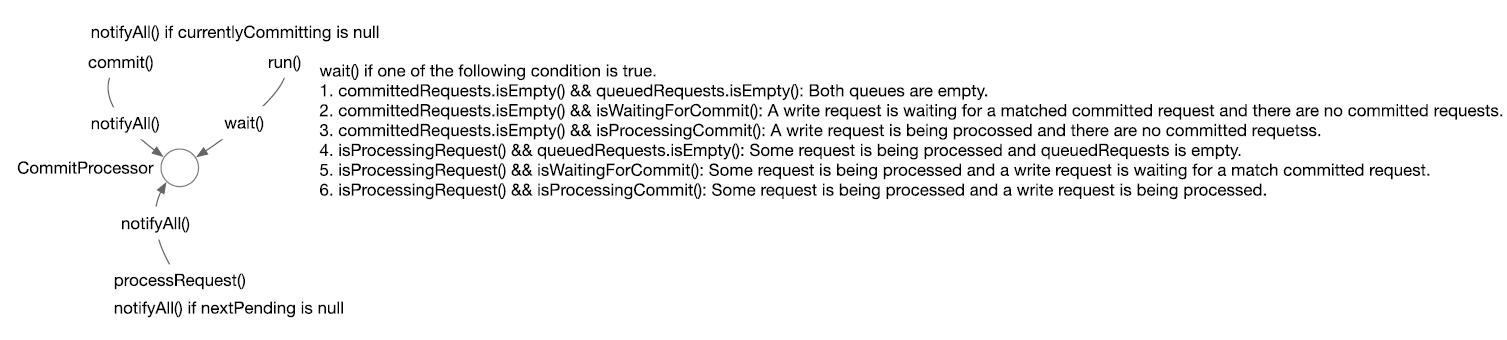 notifyAll() if currentlyCommitting is null
commit()
run()
wait() if one of the following condition is true.
1. committedRequests.isEmpty() && queuedRequests.isEmpty(): Both queues are empty.
2. committedRequests.isEmpty() && isWaitingForCommit(): A write request is waiting for a matched committed request and there are no committed requests.
3. committedRequests.isEmpty() && isProcessingCommit(): A write request is being procossed and there are no committed requetss.
4. isProcessingRequest() && queuedRequests.isEmpty(): Some request is being processed and queuedRequests is empty.
5. isProcessingRequest() && isWaitingForCommit(): Some request is being processed and a write request is waiting for a match committed request.
6. isProcessingRequest() && isProcessingCommit(): Some request is being processed and a write request is being processed.
notifyAll()
wait()
CommitProcessor
notifyAll()
processRequest()
notifyAll() if nextPending is null